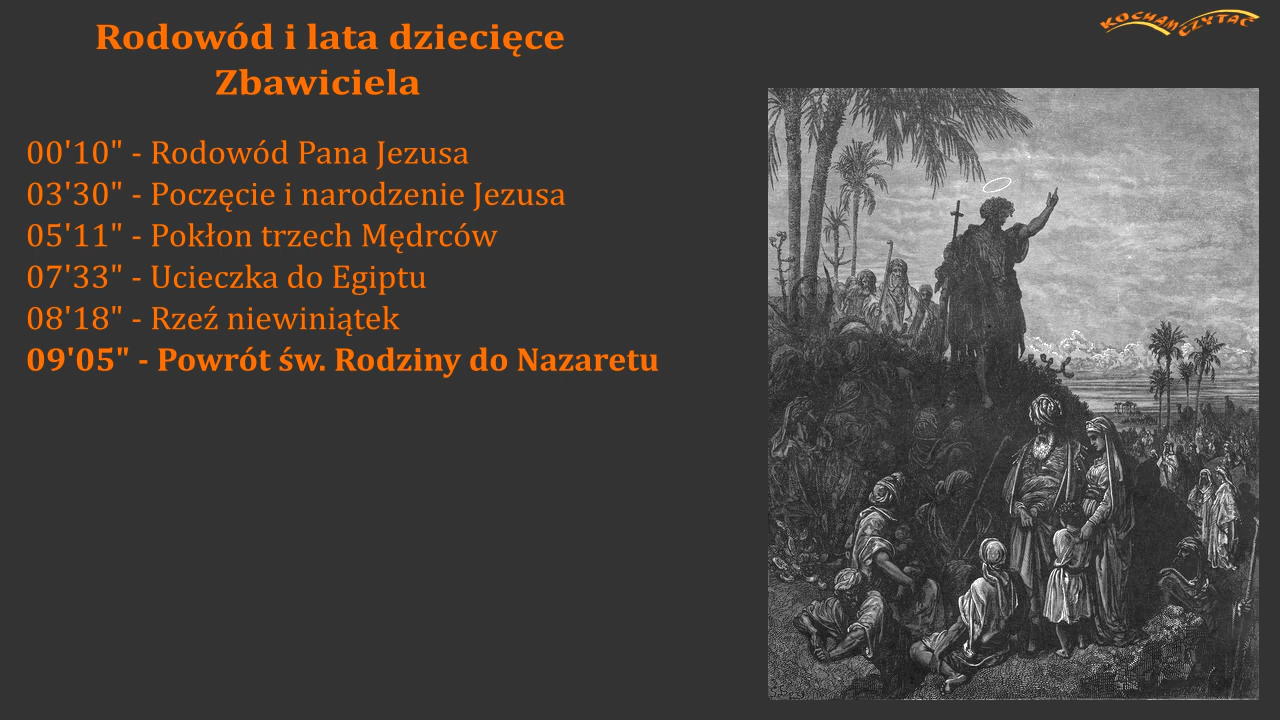 Rodowód i lata dziecięce
Zbawiciela
KOCHAM CZYTAĆ
00'10" - Rodowód Pana Jezusa
03'30" - Poczęcie i narodzenie Jezusa
05'11" - Pokłon trzech Mędrców
07'33" - Ucieczka do Egiptu
08'18" - Rzeź niewiniątek
09'05" - Powrót św. Rodziny do Nazaretu